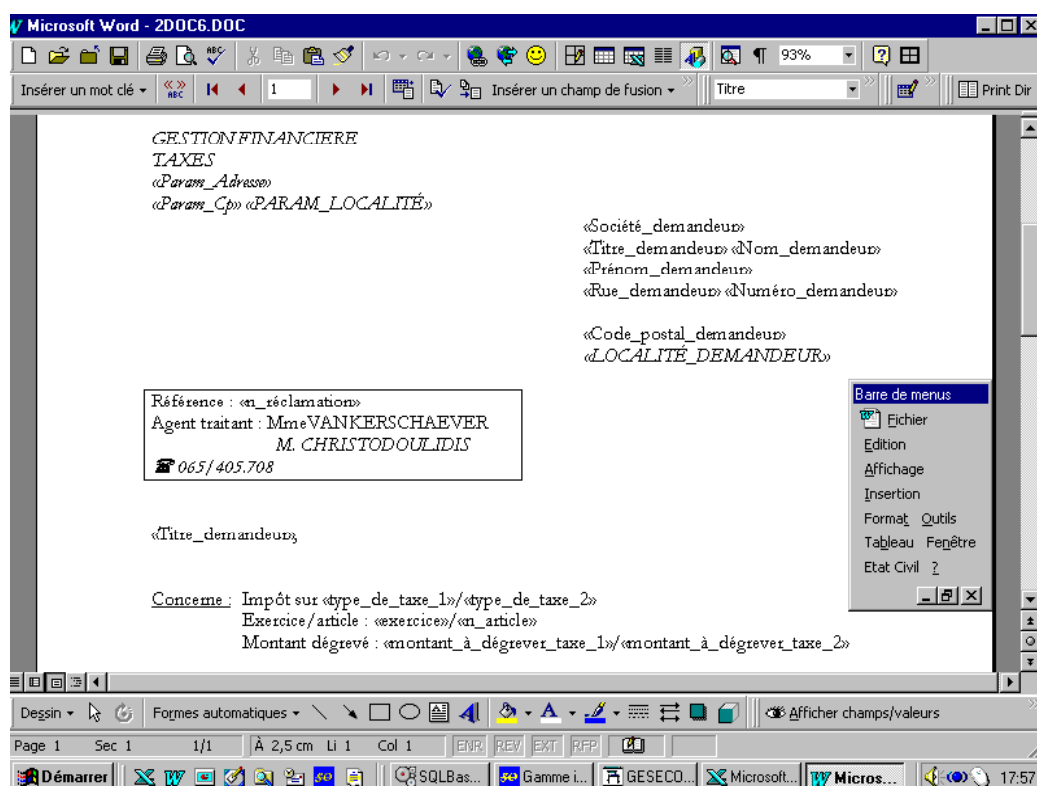 Microsoft Word - 2DOC6.DOC
93%
Insérer un mot clé
« » ABC
1
Insérer un champ de fusion
Titre
Print Dir
GESTION FINANCIERE
TAXES
«Param_Adresse»
«Param_Cp» «PARAM_LOCALITÉ»
«Société_demandeur»
«Titre_demandeur» «Nom_demandeur»
«Prénom_demandeur»
«Rue_demandeur» «Numéro_demandeur»
«Code_postal_demandeur»
«LOCALITÉ_DEMANDEUR»
Référence : «n_réclamation»
Agent traitant : Mme VANKERSCHAEVER
M. CHRISTODOULIDIS
☎ 065/405.708
«Titre_demandeur»,
Concerne : Impôt sur «type_de_taxe_1»/«type_de_taxe_2»
Exercice/article : «exercice»/«n_article»
Montant dégrevé : «montant_à_dégrever_taxe_1»/«montant_à_dégrever_taxe_2»
Barre de menus
Fichier
Edition
Affichage
Insertion
Format Outils
Tableau Fenêtre
Etat Civil ?
Dessin
Formes automatiques
Afficher champs/valeurs
Page 1 Sec 1 1/1 À 2,5 cm Li 1 Col 1 ENR REV EXT RFP
Démarrer
SQLBas...
Gamme i...
GESECO...
Microsoft...
Micros...
17:57